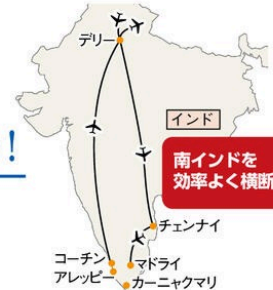 デリー
インド
!
南インドを
効率よく横断
チェンナイ
コーチン
マドライ
アレッピー
カーニャクマリ